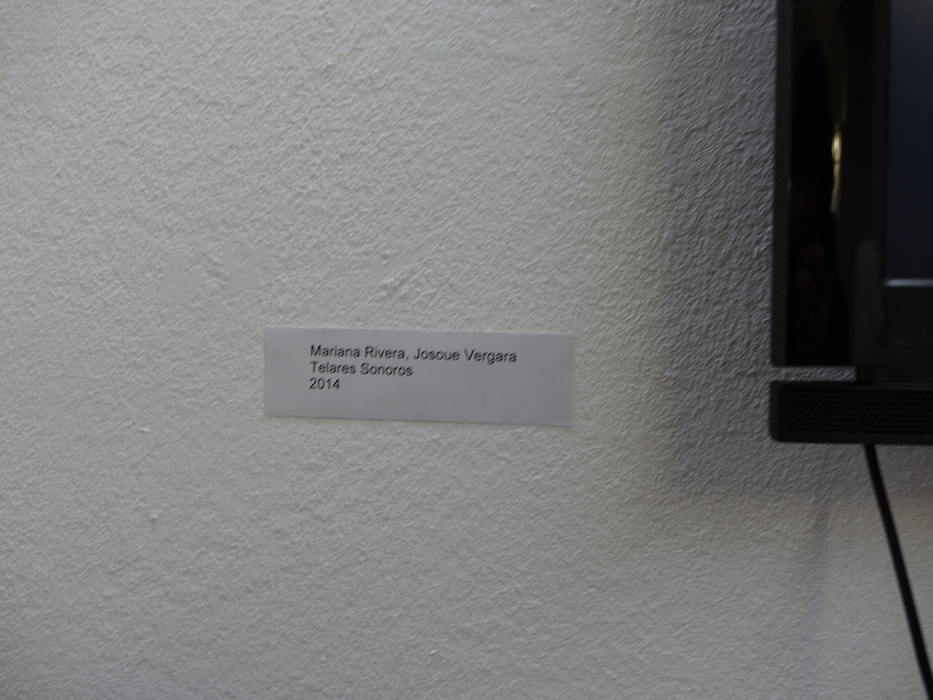 Mariana Rivera, Josoue Vergara
Telares Sonoros
2014